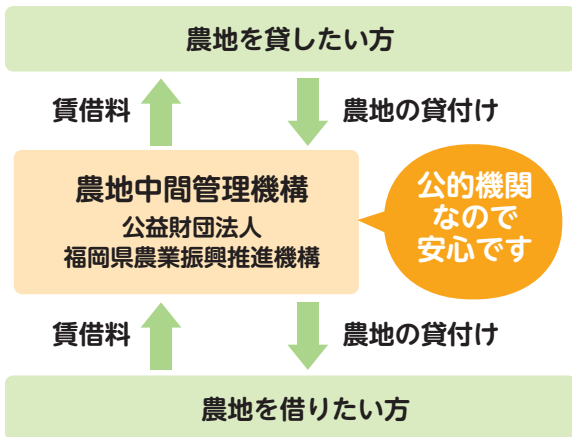 農地を貸したい方
賃借料
農地の貸付け
農地中間管理機構
公益財団法人
福岡県農業振興推進機構
公的機関
なので
安心です
賃借料
農地の貸付け
農地を借りたい方